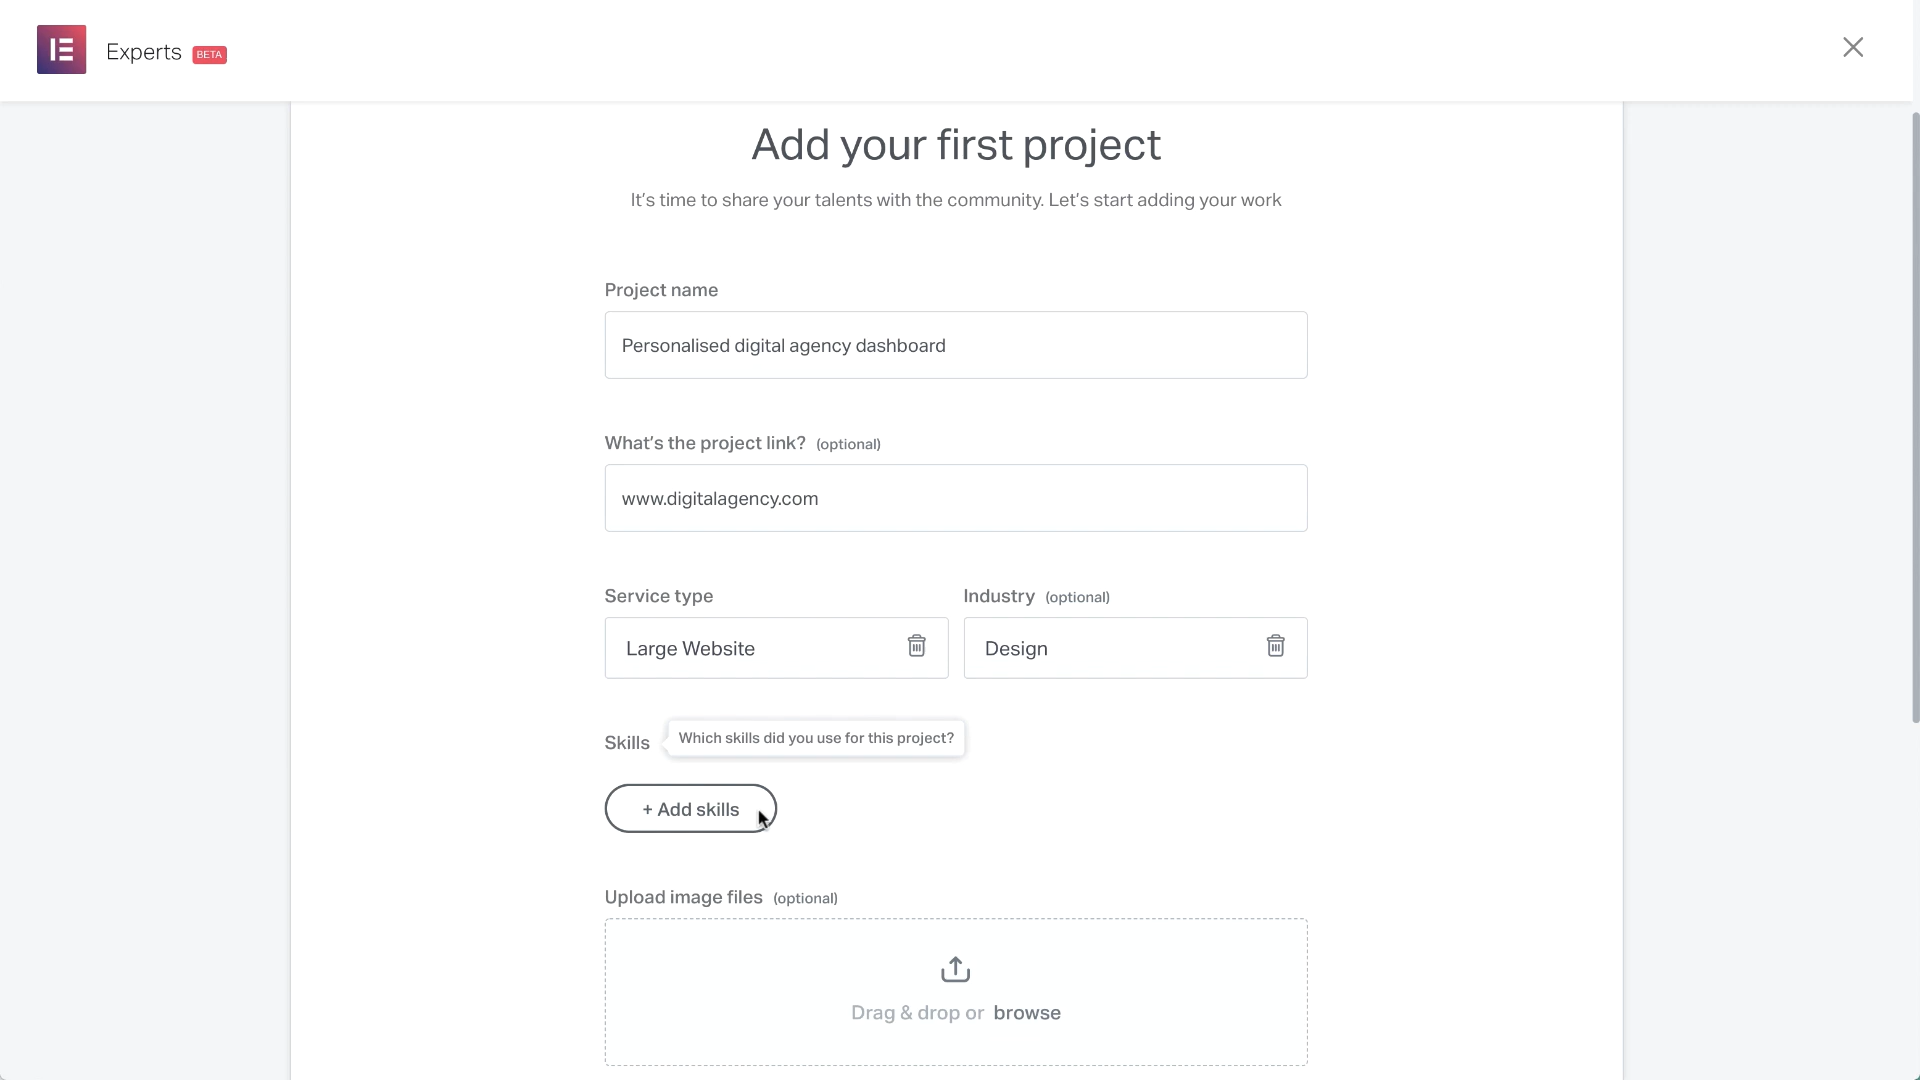 Experts BETA
Add your first project
It's time to share your talents with the community. Let's start adding your work
Project name
Personalised digital agency dashboard
What's the project link? (optional)
www.digitalagency.com
Service type
Industry (optional)
Large Website
Design
Skills
Which skills did you use for this project?
+ Add skills
Upload image files (optional)
Drag & drop or browse